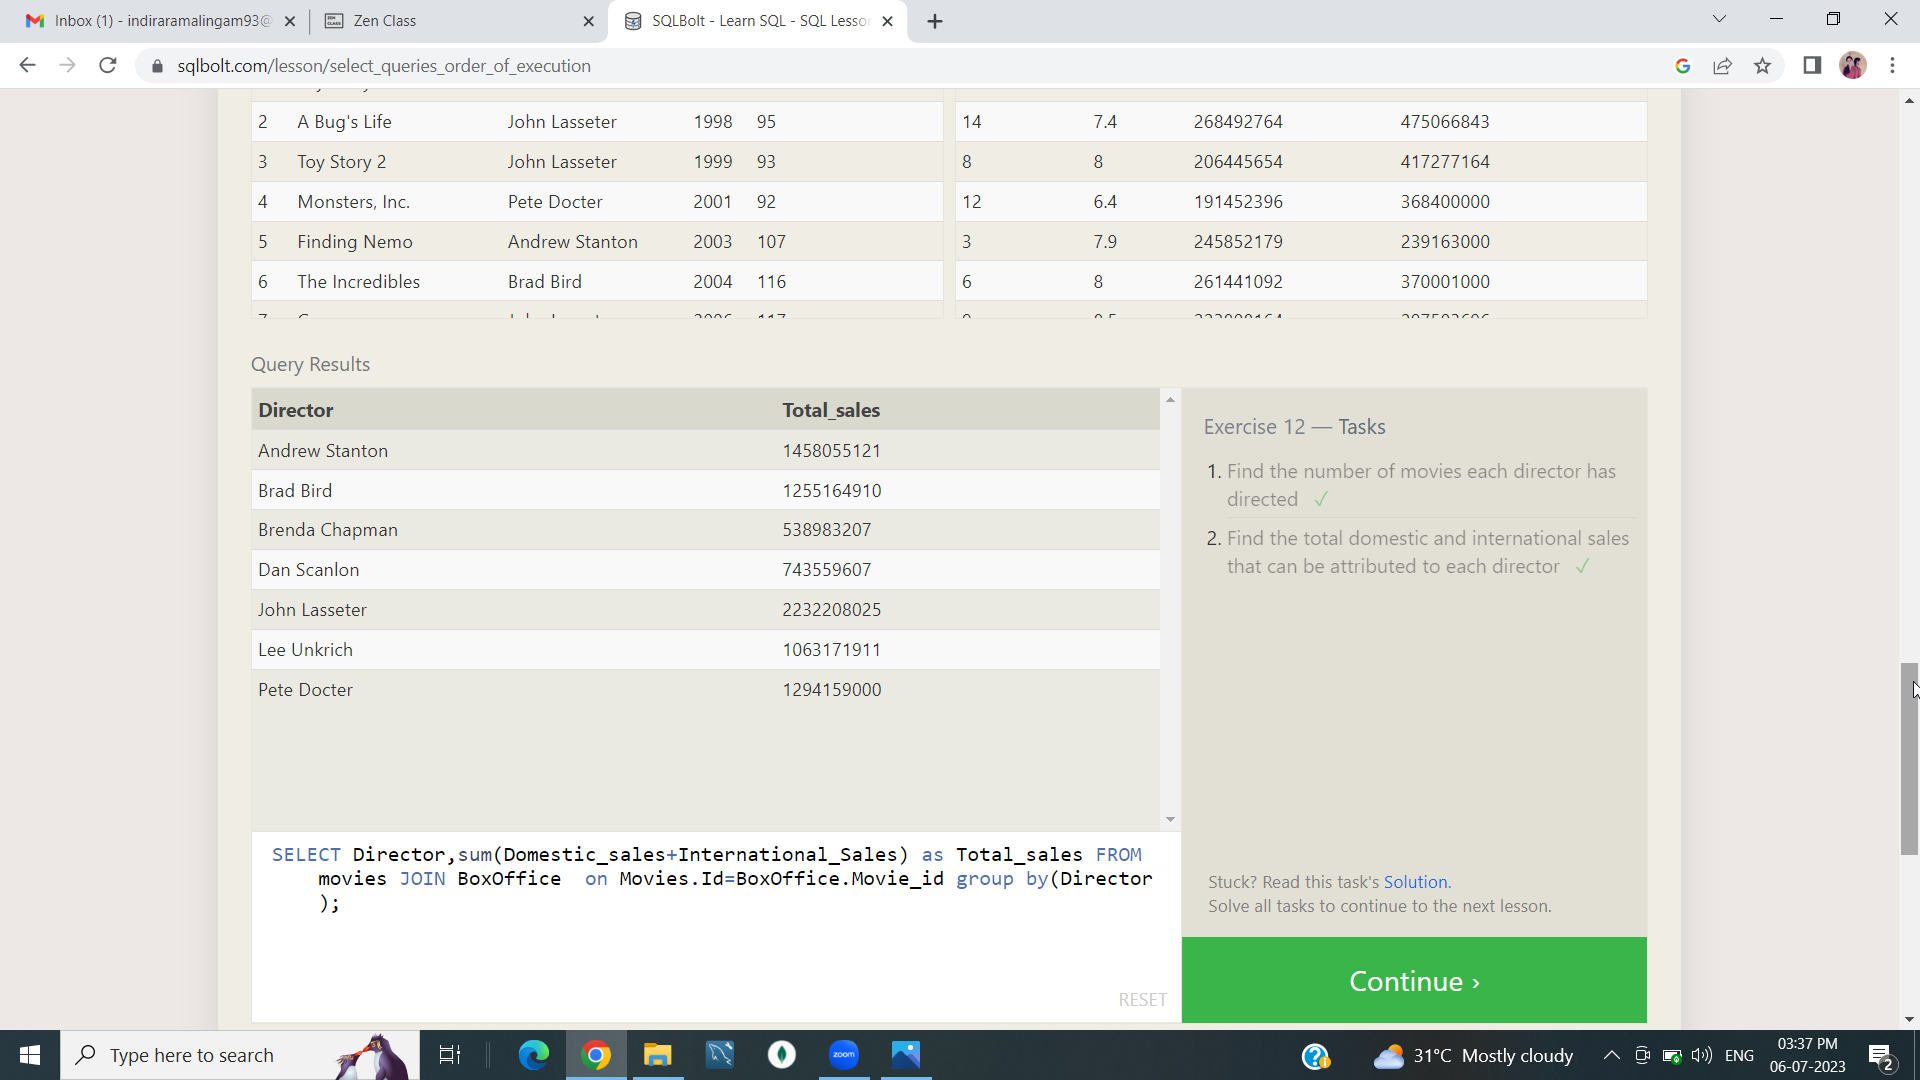 Inbox (1) - indiraramalingam93@
Zen Class
SQLBolt - Learn SQL - SQL Lesso
sqlbolt.com/lesson/select_queries_order_of_execution
2 A Bug's Life John Lasseter 1998 95 14 7.4 268492764 475066843
3 Toy Story 2 John Lasseter 1999 93 8 8 206445654 417277164
4 Monsters, Inc. Pete Docter 2001 92 12 6.4 191452396 368400000
5 Finding Nemo Andrew Stanton 2003 107 3 7.9 245852179 239163000
6 The Incredibles Brad Bird 2004 116 6 8 261441092 370001000
Query Results
Director Total_sales
Andrew Stanton 1458055121
Brad Bird 1255164910
Brenda Chapman 538983207
Dan Scanlon 743559607
John Lasseter 2232208025
Lee Unkrich 1063171911
Pete Docter 1294159000
Exercise 12 — Tasks
1. Find the number of movies each director has
directed ✓
2. Find the total domestic and international sales
that can be attributed to each director ✓
SELECT Director,sum(Domestic_sales+International_Sales) as Total_sales FROM
movies JOIN BoxOffice  on Movies.Id=BoxOffice.Movie_id group by(Director
);
RESET
Stuck? Read this task's Solution.
Solve all tasks to continue to the next lesson.
Continue ›
Type here to search
zoom
31°C Mostly cloudy
ENG
03:37 PM
06-07-2023
2